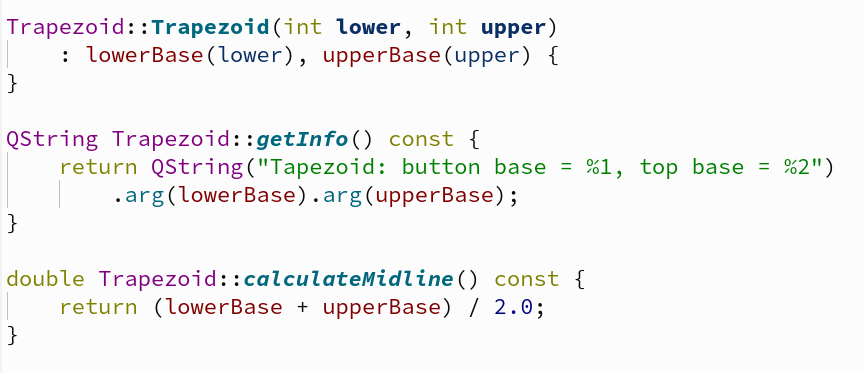 Trapezoid::Trapezoid(int lower, int upper)
    : lowerBase(lower), upperBase(upper) {
}

QString Trapezoid::getInfo() const {
    return QString("Tapezoid: button base = %1, top base = %2")
        .arg(lowerBase).arg(upperBase);
}

double Trapezoid::calculateMidline() const {
    return (lowerBase + upperBase) / 2.0;
}